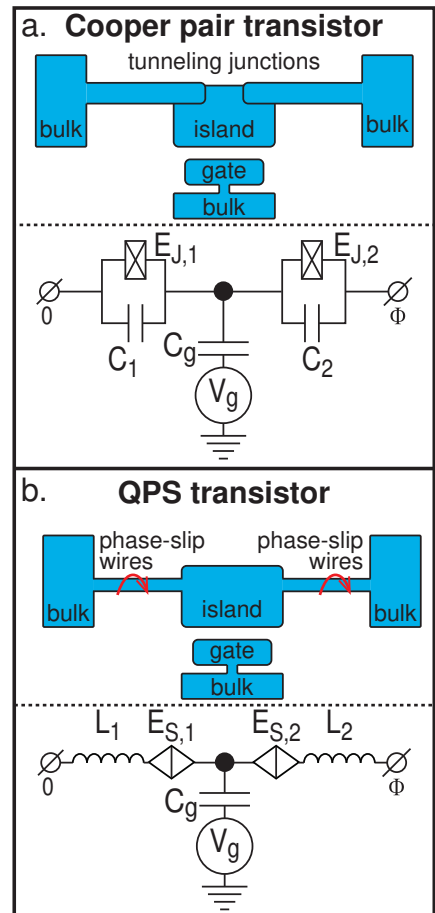 a. Cooper pair transistor
tunneling junctions
bulk
island
bulk
gate
bulk
E_J,1
E_J,2
0
Φ
C_1
C_g
C_2
V_g
b. QPS transistor
phase-slip wires
phase-slip wires
bulk
island
bulk
gate
bulk
L_1
E_S,1
E_S,2
L_2
0
Φ
C_g
V_g